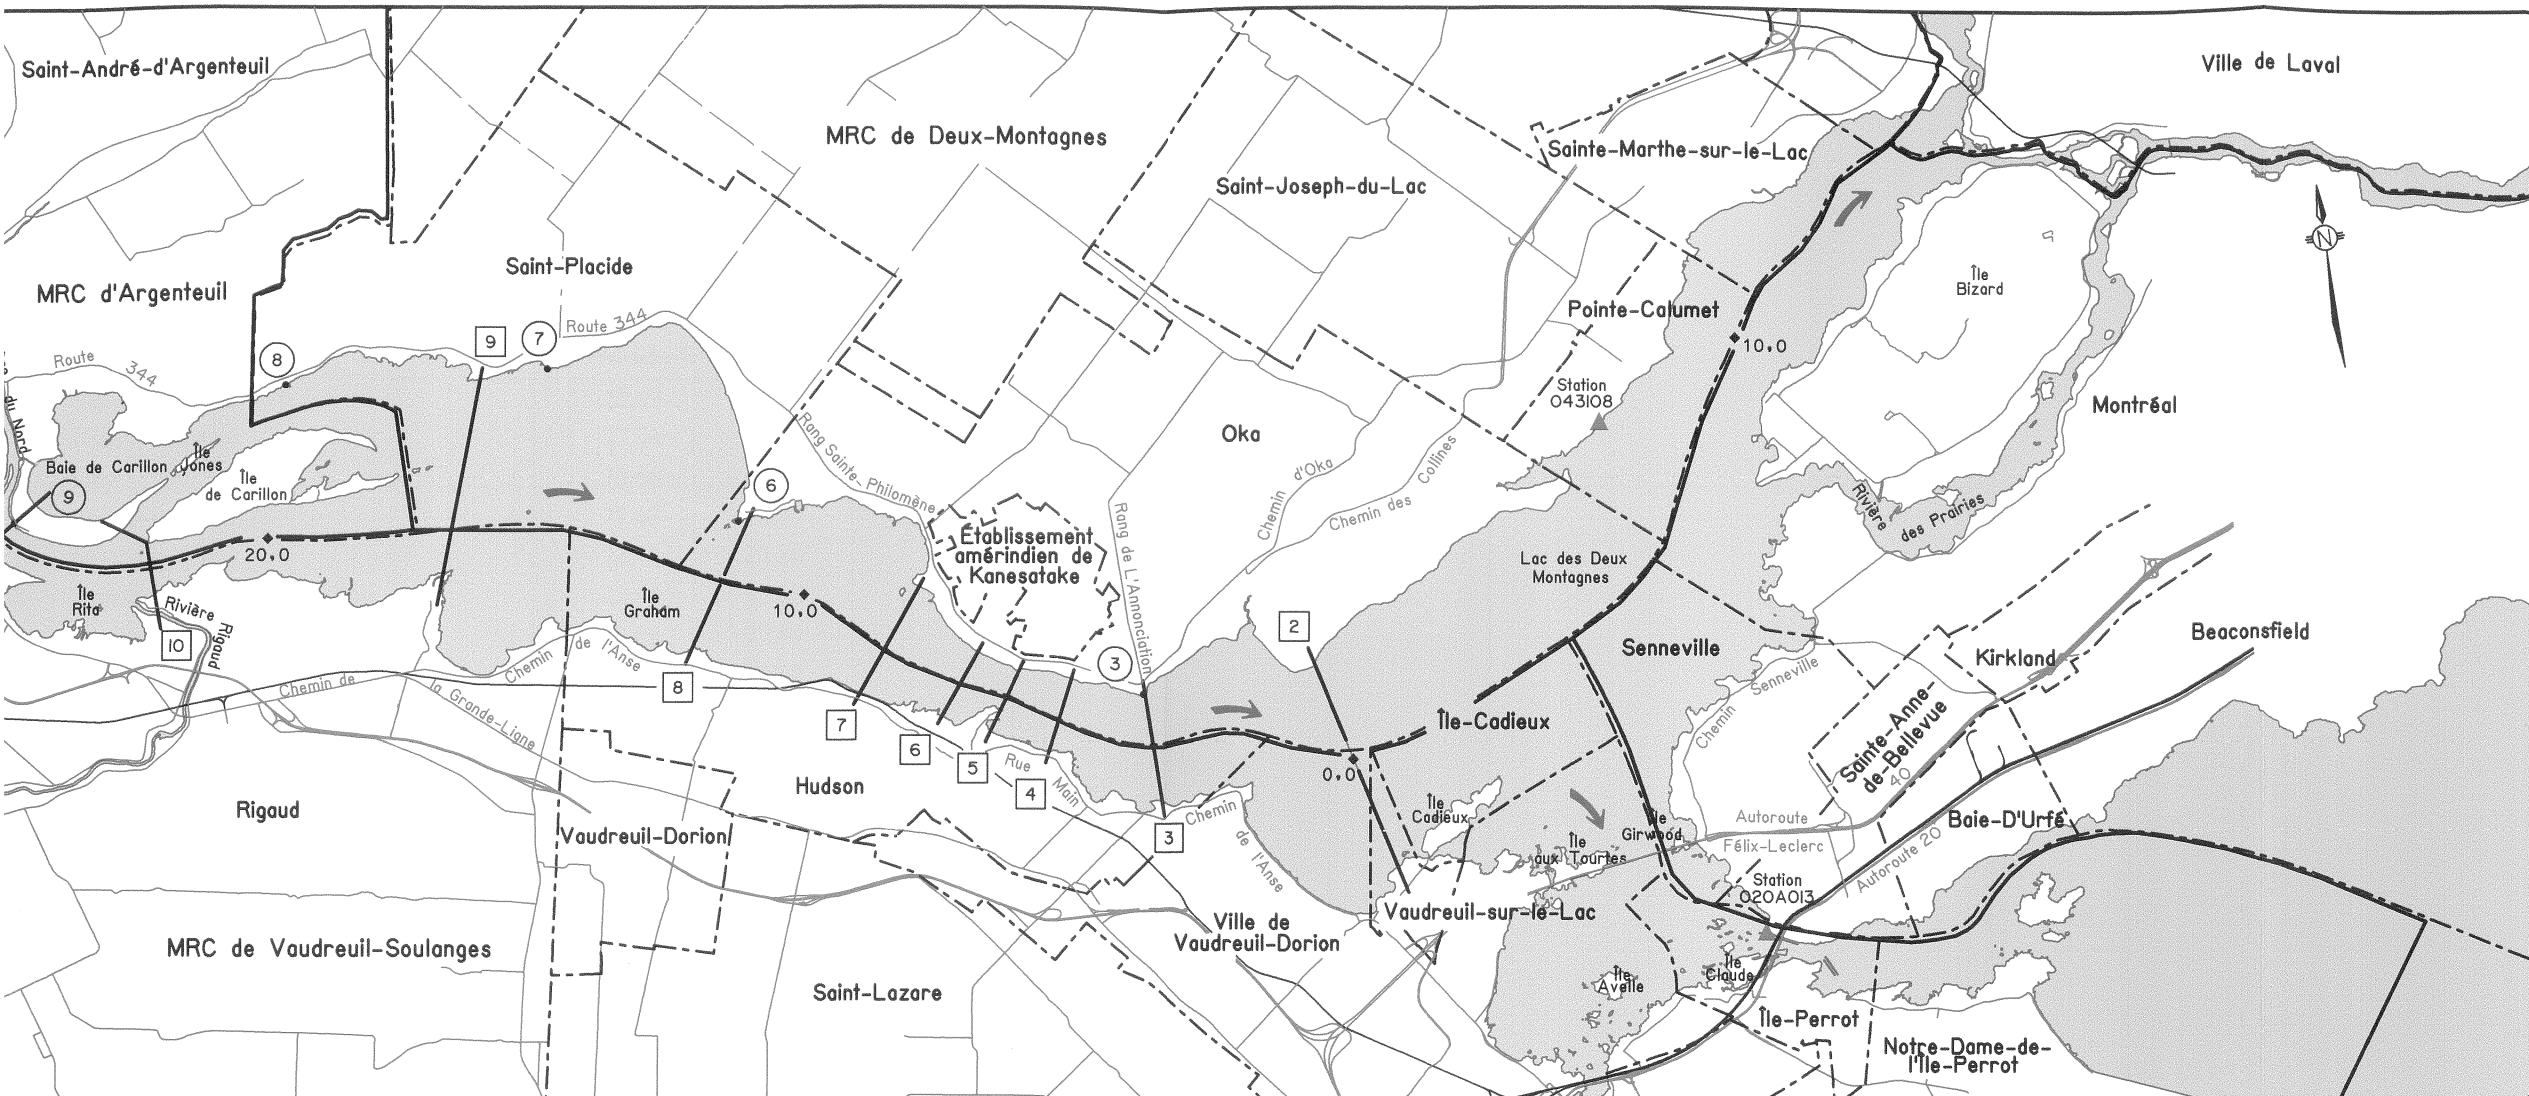 Saint-André-d'Argenteuil
Ville de Laval
MRC de Deux-Montagnes
Sainte-Marthe-sur-le-Lac
Saint-Joseph-du-Lac
N
Saint-Placide
MRC d'Argenteuil
Île
Bizard
Pointe-Calumet
Route 344
9
7
8
10.0
Route 344
Station
043108
Montréal
du Nord
Oka
Rang Sainte-Philomène
Chemin d'Oka
Chemin des Collines
Île
Jones
Baie de Carillon
Île
de Carillon
9
6
Rivière des Prairies
Rang de L'Annonciation
Établissement
amérindien de
Kanesatake
20.0
Lac des Deux
Montagnes
Île
Rita
Rivière Rigaud
Île
Graham
10.0
2
Beaconsfield
10
Senneville
Kirkland
Chemin de l'Anse
3
Chemin Senneville
Chemin de la Grande-Ligne
8
7
6
5
4
3
Île-Cadieux
Sainte-Anne-
de-Bellevue
40
Rue Main
0.0
Hudson
Rigaud
Chemin de l'Anse
Île
Cadieux
Île
Girwood
Autoroute
Félix-Leclerc
Baie-D'Urfé
Autoroute 20
Vaudreuil-Dorion
Île
aux Tourtes
Station
020A013
Vaudreuil-sur-le-Lac
Ville de
Vaudreuil-Dorion
MRC de Vaudreuil-Soulanges
Saint-Lazare
Île
Avelle
Île
Claude
Île-Perrot
Notre-Dame-de-
l'Île-Perrot